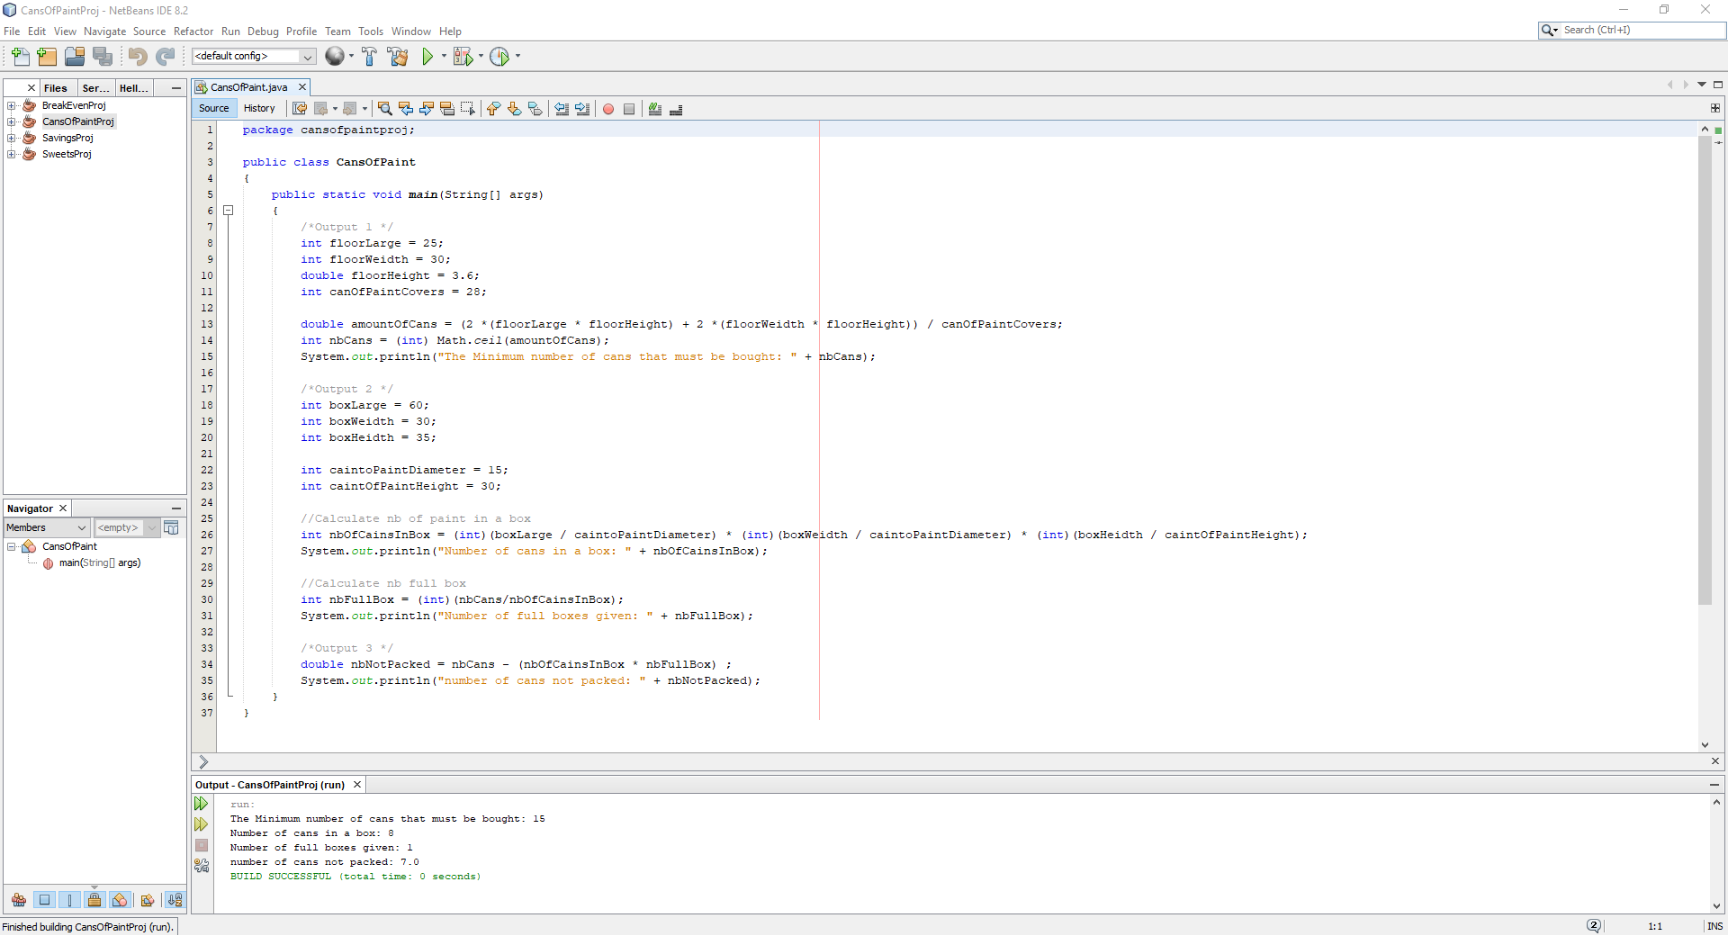 CansOfPaintProj - NetBeans IDE 8.2
File Edit View Navigate Source Refactor Run Debug Profile Team Tools Window Help
Search (Ctrl+I)
<default config>
Files Ser... Hell...
BreakEvenProj
CansOfPaintProj
SavingsProj
SweetsProj
Navigator
Members <empty>
CansOfPaint
main(String[] args)
CansOfPaint.java
Source History
1 package cansofpaintproj;
2
3 public class CansOfPaint
4 {
5 public static void main(String[] args)
6 {
7 /*Output 1 */
8 int floorLarge = 25;
9 int floorWeidth = 30;
10 double floorHeight = 3.6;
11 int canOfPaintCovers = 28;
12
13 double amountOfCans = (2 *(floorLarge * floorHeight) + 2 *(floorWeidth * floorHeight)) / canOfPaintCovers;
14 int nbCans = (int) Math.ceil(amountOfCans);
15 System.out.println("The Minimum number of cans that must be bought: " + nbCans);
16
17 /*Output 2 */
18 int boxLarge = 60;
19 int boxWeidth = 30;
20 int boxHeidth = 35;
21
22 int caintoPaintDiameter = 15;
23 int caintOfPaintHeight = 30;
24
25 //Calculate nb of paint in a box
26 int nbOfCainsInBox = (int)(boxLarge / caintoPaintDiameter) * (int)(boxWeidth / caintoPaintDiameter) * (int)(boxHeidth / caintOfPaintHeight);
27 System.out.println("Number of cans in a box: " + nbOfCainsInBox);
28
29 //Calculate nb full box
30 int nbFullBox = (int)(nbCans/nbOfCainsInBox);
31 System.out.println("Number of full boxes given: " + nbFullBox);
32
33 /*Output 3 */
34 double nbNotPacked = nbCans - (nbOfCainsInBox * nbFullBox) ;
35 System.out.println("number of cans not packed: " + nbNotPacked);
36 }
37 }
Output - CansOfPaintProj (run)
run:
The Minimum number of cans that must be bought: 15
Number of cans in a box: 8
Number of full boxes given: 1
number of cans not packed: 7.0
BUILD SUCCESSFUL (total time: 0 seconds)
Finished building CansOfPaintProj (run).
2 1:1 INS